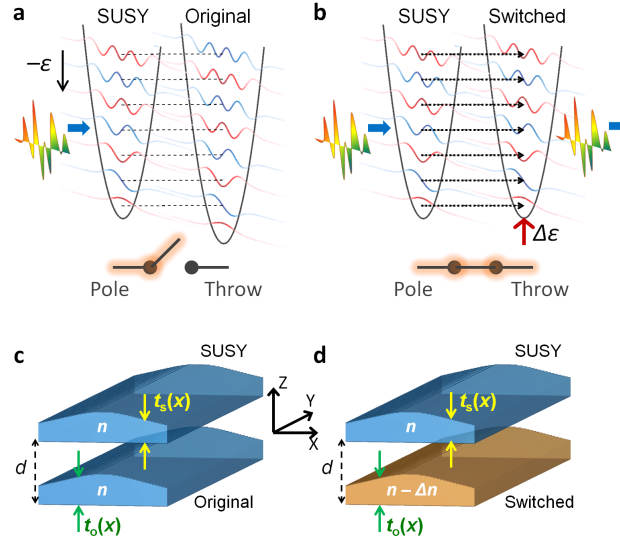 a
SUSY
Original
−ε
Pole
Throw
b
SUSY
Switched
Δε
Pole
Throw
c
SUSY
tₛ(x)
n
d
n
tₒ(x)
Original
Z
Y
X
d
SUSY
tₛ(x)
n
d
n – Δn
tₒ(x)
Switched